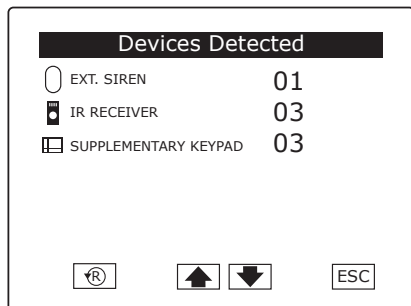 Devices Detected
EXT. SIREN 01
IR RECEIVER 03
SUPPLEMENTARY KEYPAD 03
R ESC